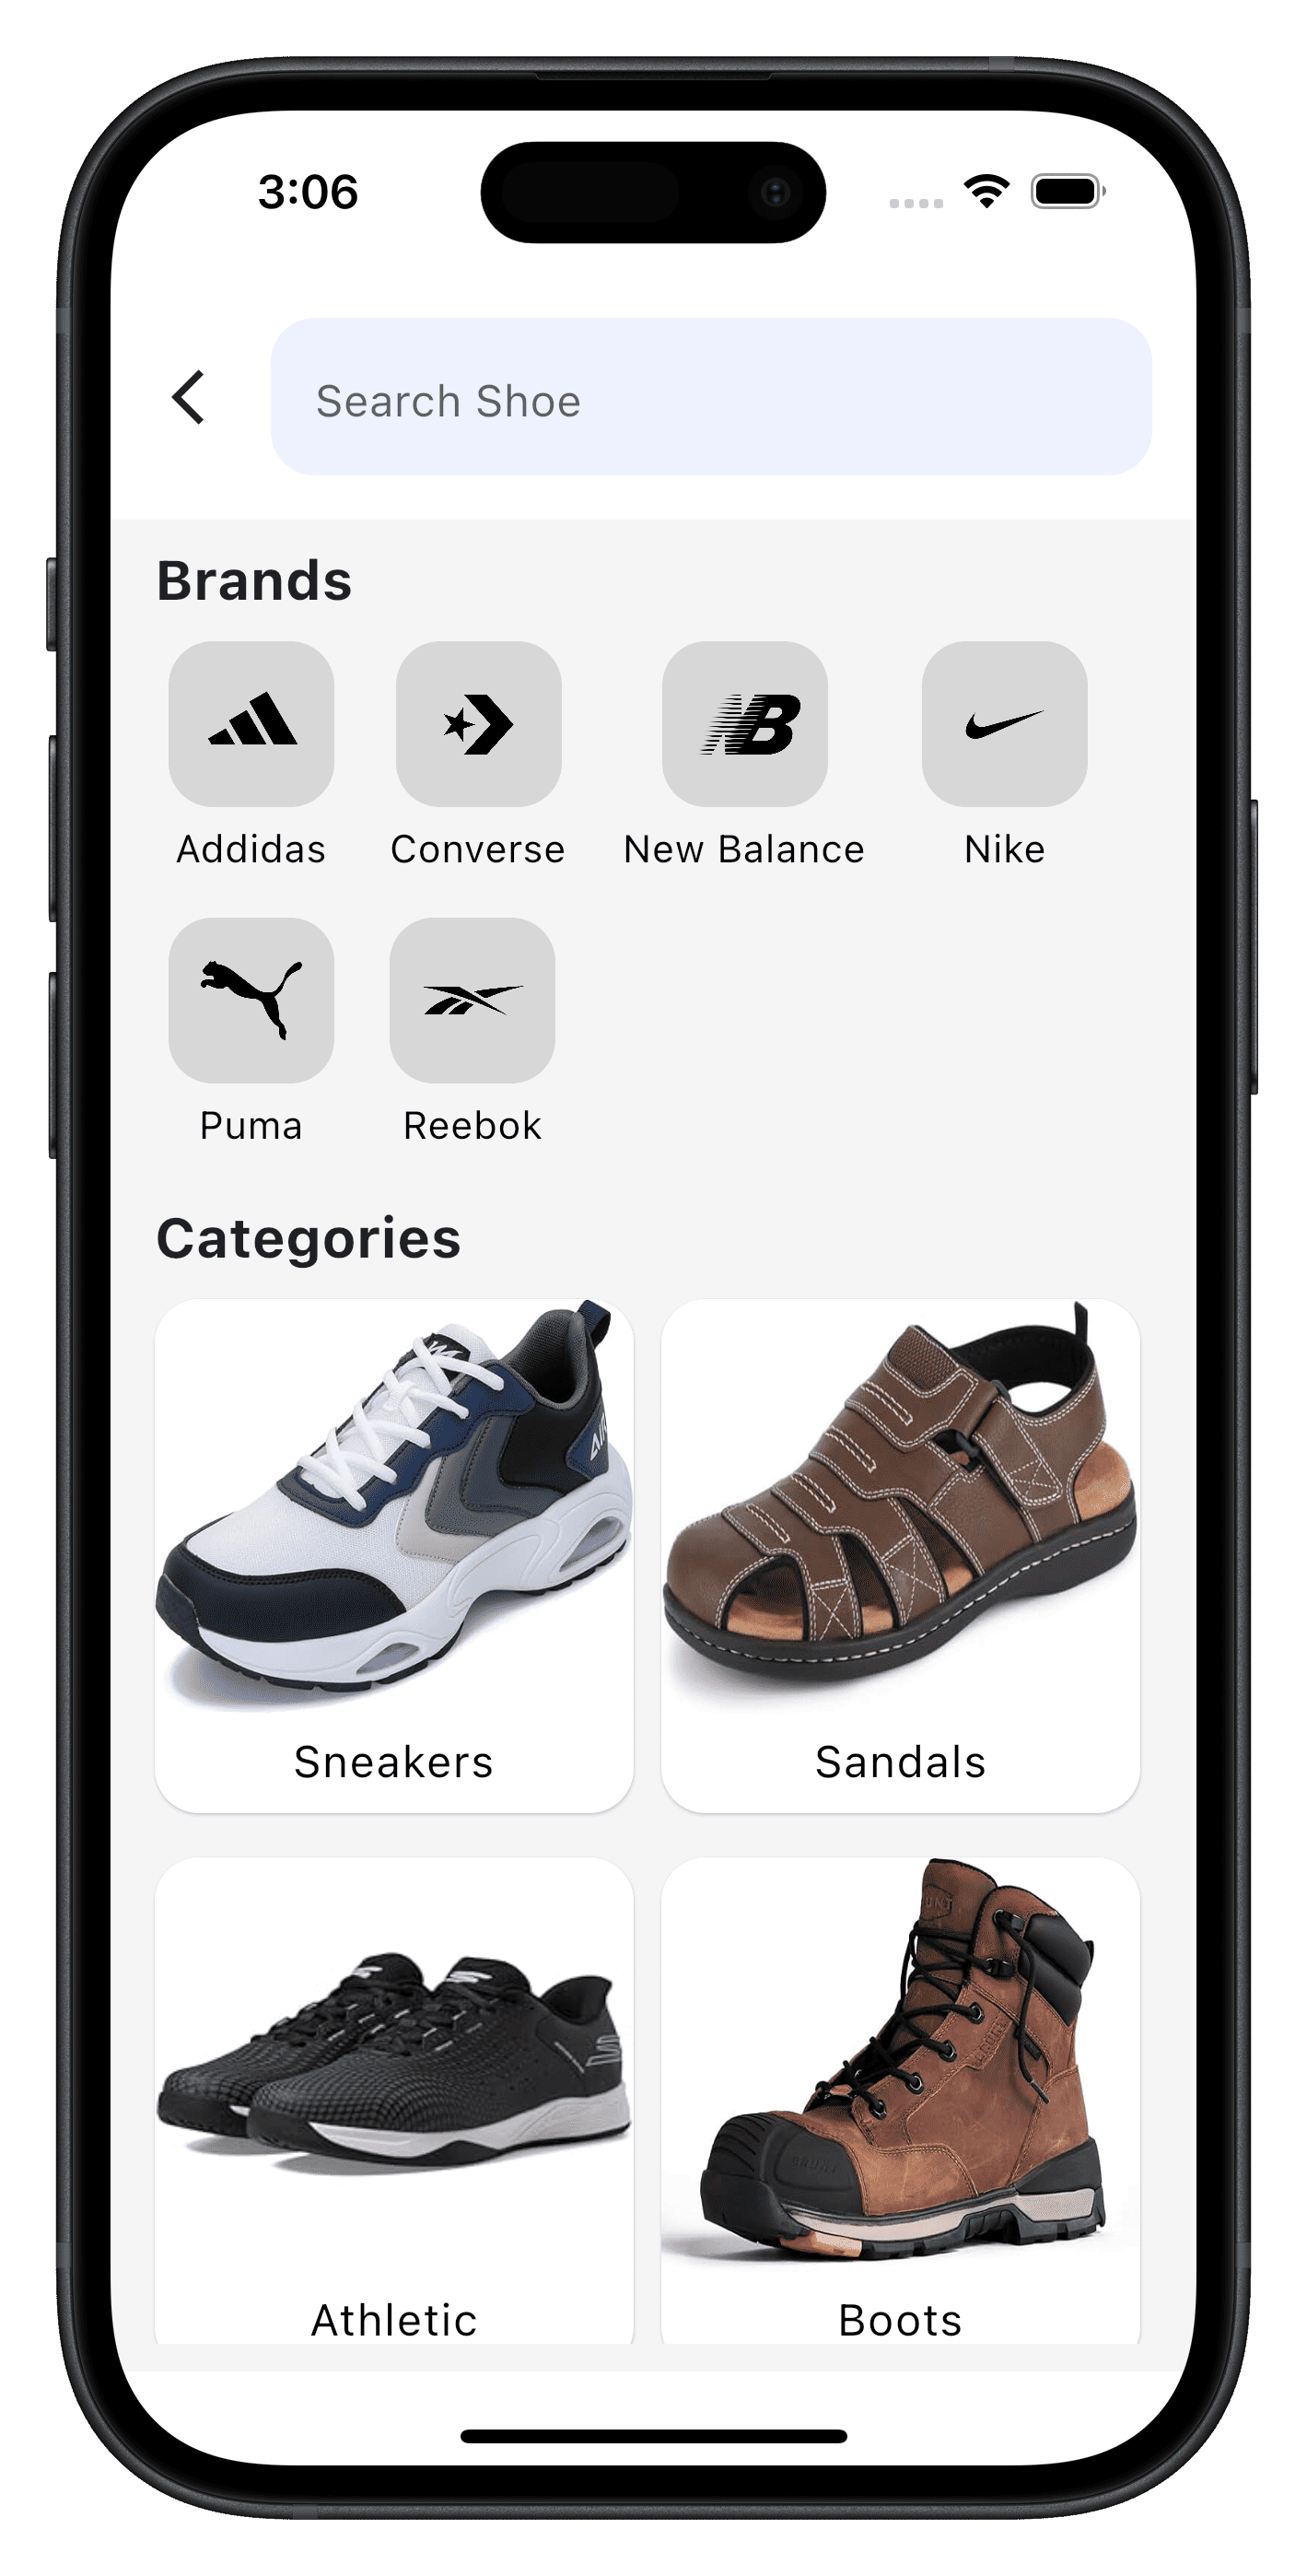 3:06
Search Shoe
Brands
Addidas Converse New Balance Nike
Puma Reebok
Categories
Sneakers Sandals
Athletic Boots